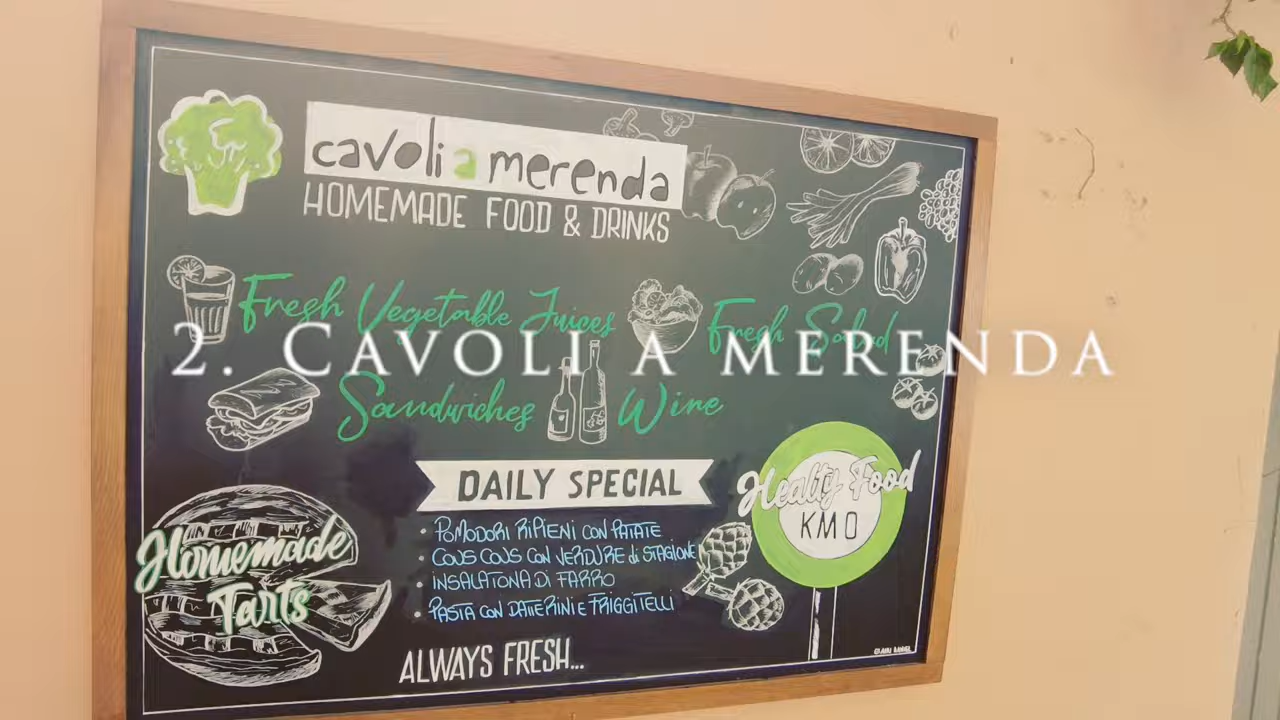 cavoli a merenda
HOMEMADE FOOD & DRINKS
Fresh Vegetable Juices
Fresh Salad
2. CAVOLI A MERENDA
Sandwiches
Wine
DAILY SPECIAL
Healty Food
KM0
• POMODORI RIPIENI CON PATATE
• COUS COUS CON VERDURE di STAGIONE
• INSALATONA DI FARRO
• PASTA CON DATTERINI E FRIGGITELLI
Homemade
Tarts
ALWAYS FRESH...